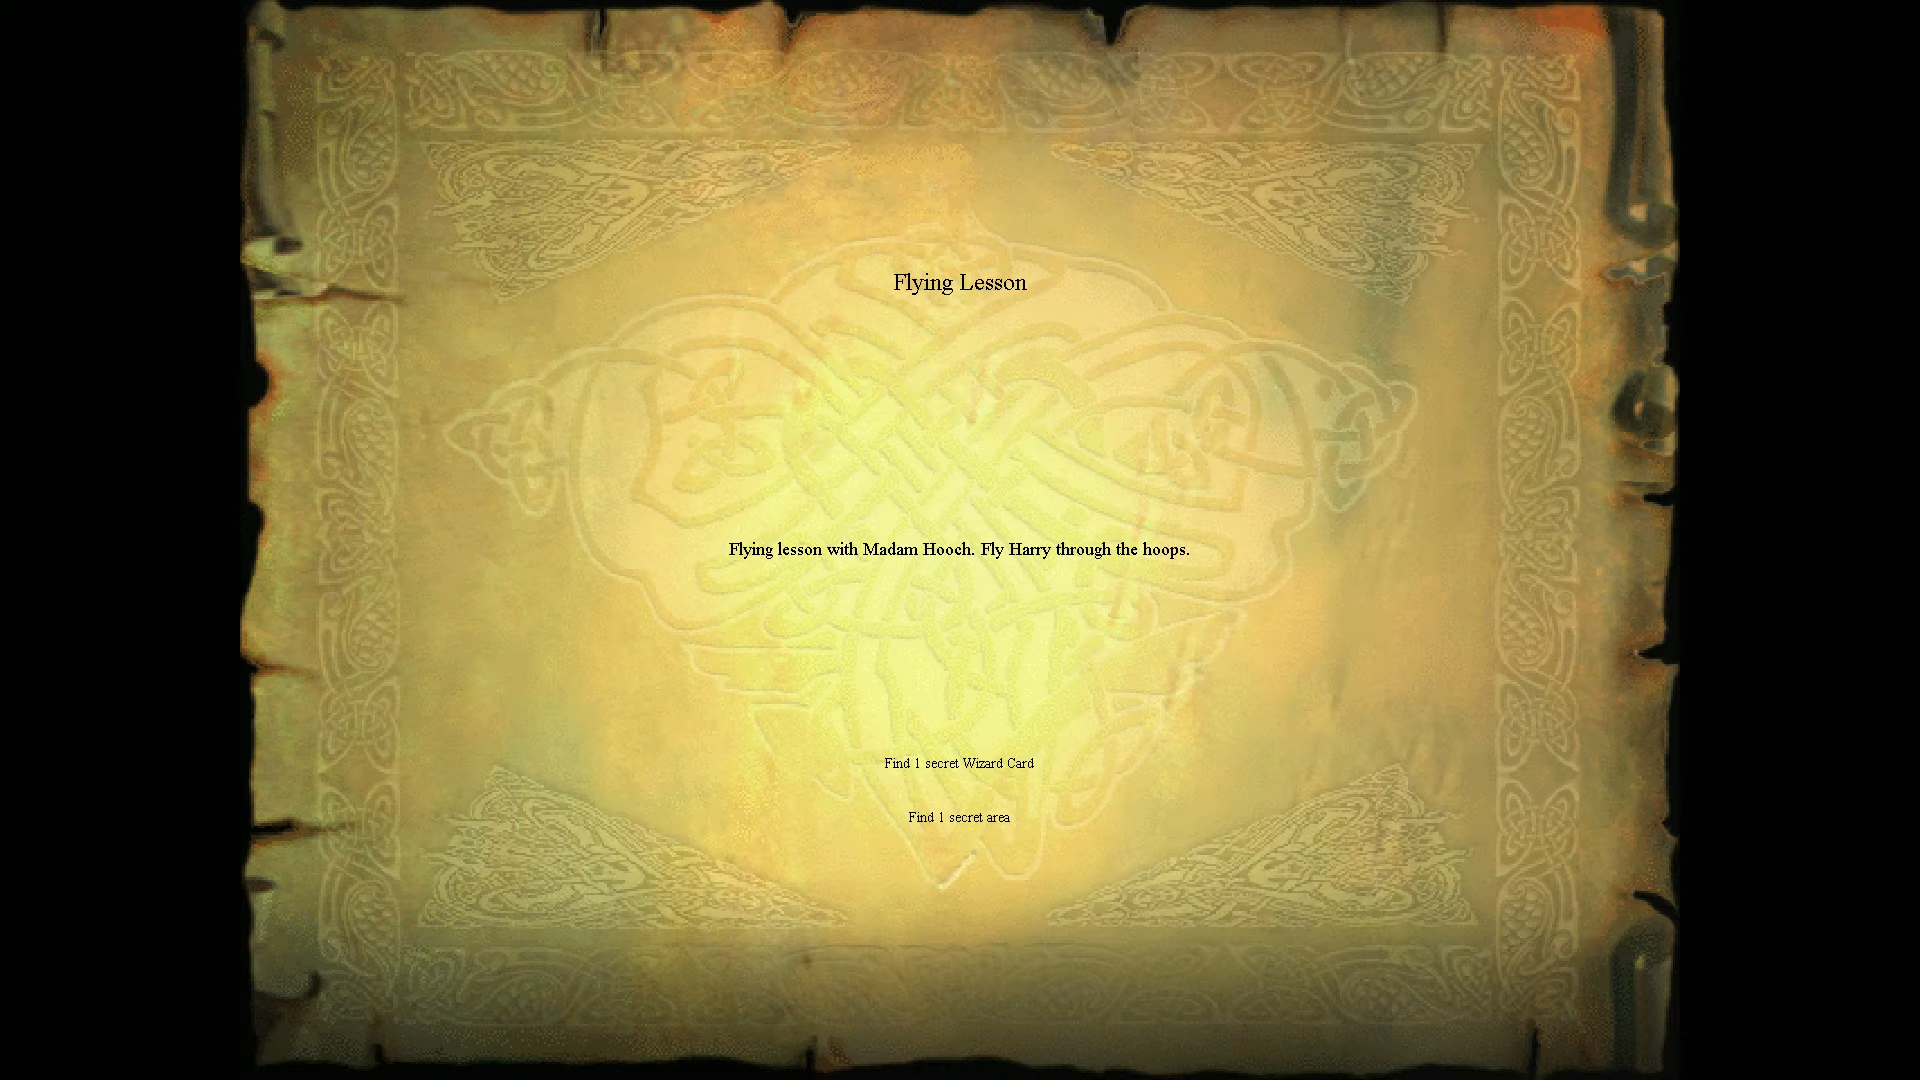 Flying Lesson
Flying lesson with Madam Hooch. Fly Harry through the hoops.
Find 1 secret Wizard Card
Find 1 secret area